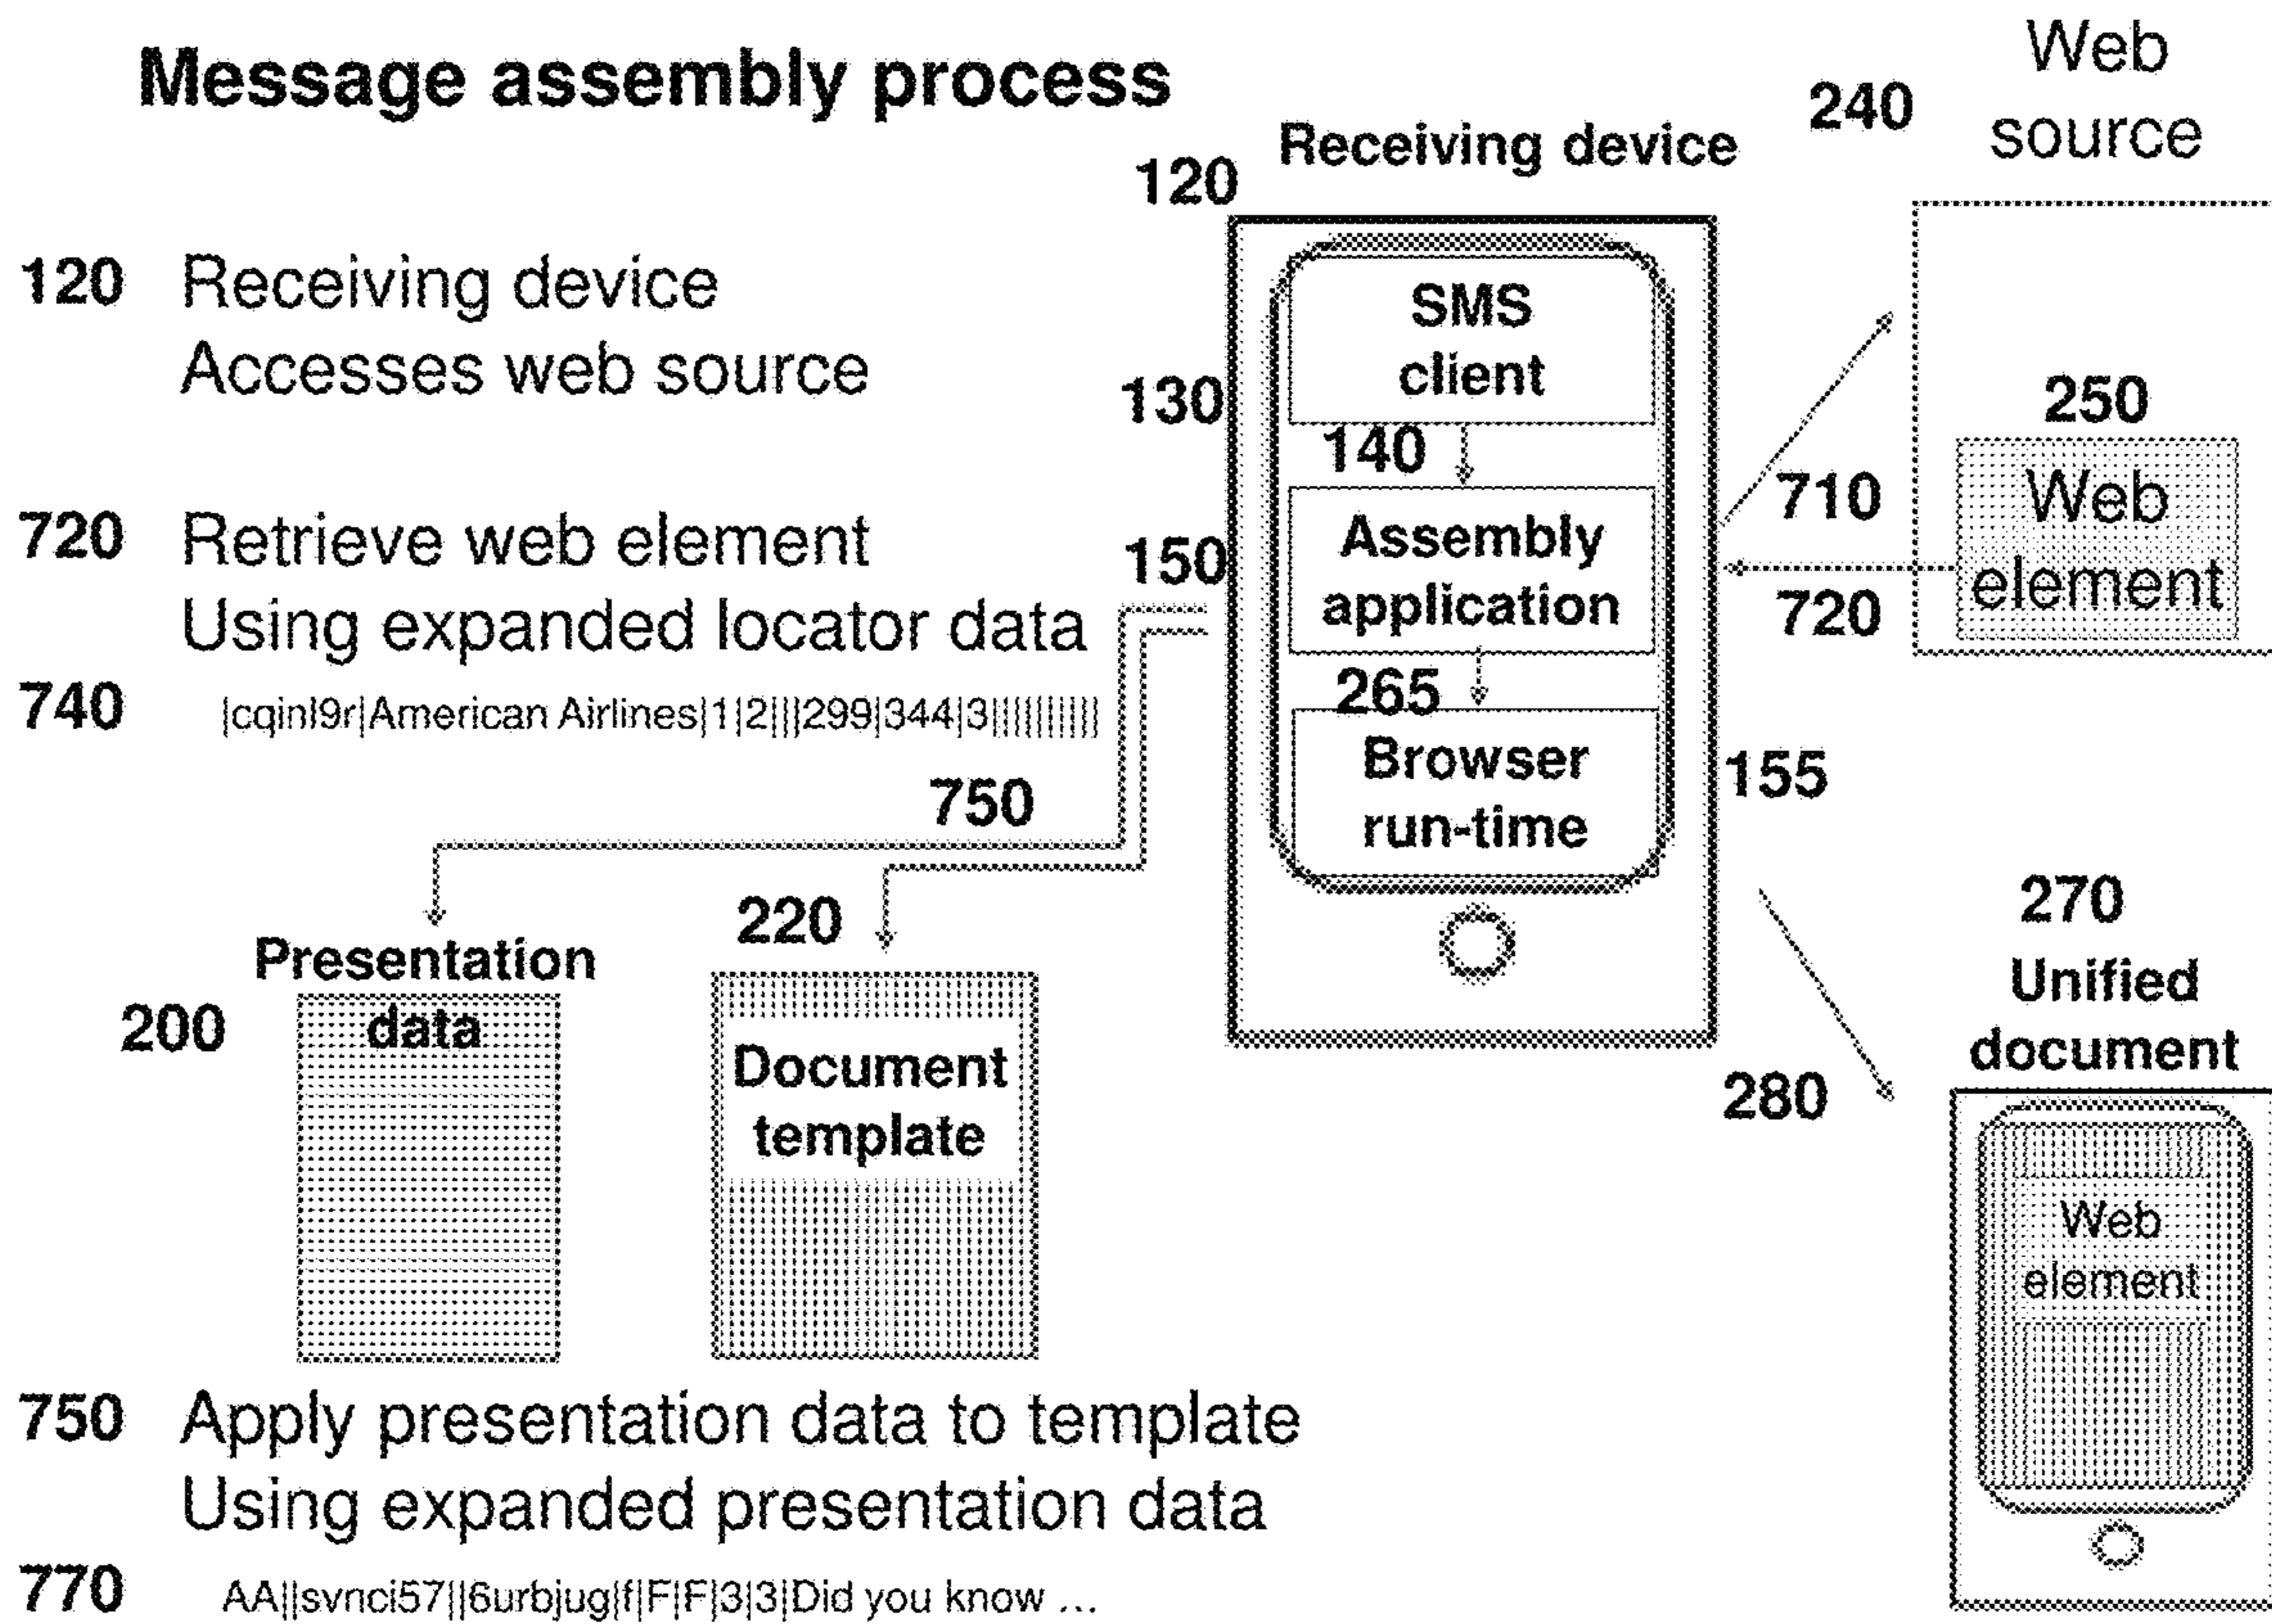 Message assembly process
120 Receiving device
Accesses web source
720 Retrieve web element
Using expanded locator data
740 |cqinl9r|American Airlines|1|2|||299|344|3|||||||||||
750
Presentation
data
200
220
Document
template
750 Apply presentation data to template
Using expanded presentation data
770 AA||svnci57||6urbjug|f|F|F|3|3|Did you know ...
120
Receiving device
130
SMS
client
140
150
Assembly
application
265
Browser
run-time
155
240
Web
source
250
Web
element
710
720
270
Unified
document
280
Web
element